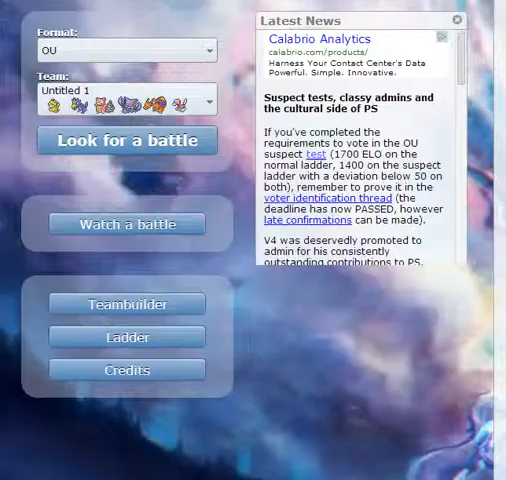 Format:
OU
Team:
Untitled 1
Look for a battle
Watch a battle
Teambuilder
Ladder
Credits
Latest News
Calabrio Analytics
calabrio.com/products/
Harness Your Contact Center's Data
Powerful. Simple. Innovative.
Suspect tests, classy admins and
the cultural side of PS
If you've completed the
requirements to vote in the OU
suspect test (1700 ELO on the
normal ladder, 1400 on the suspect
ladder with a deviation below 50 on
both), remember to prove it in the
voter identification thread (the
deadline has now PASSED, however
late confirmations can be made).
V4 was deservedly promoted to
admin for his consistently
outstanding contributions to PS.